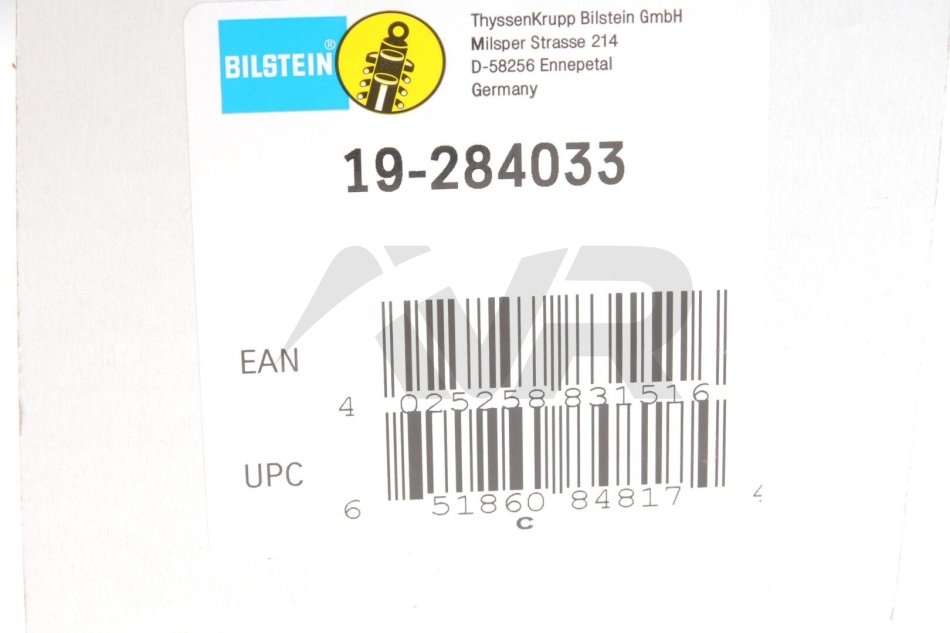 BILSTEIN®
ThyssenKrupp Bilstein GmbH
Milsper Strasse 214
D-58256 Ennepetal
Germany
19-284033
VR
EAN
4 025258 831516
UPC
6 51860 84817 4
C